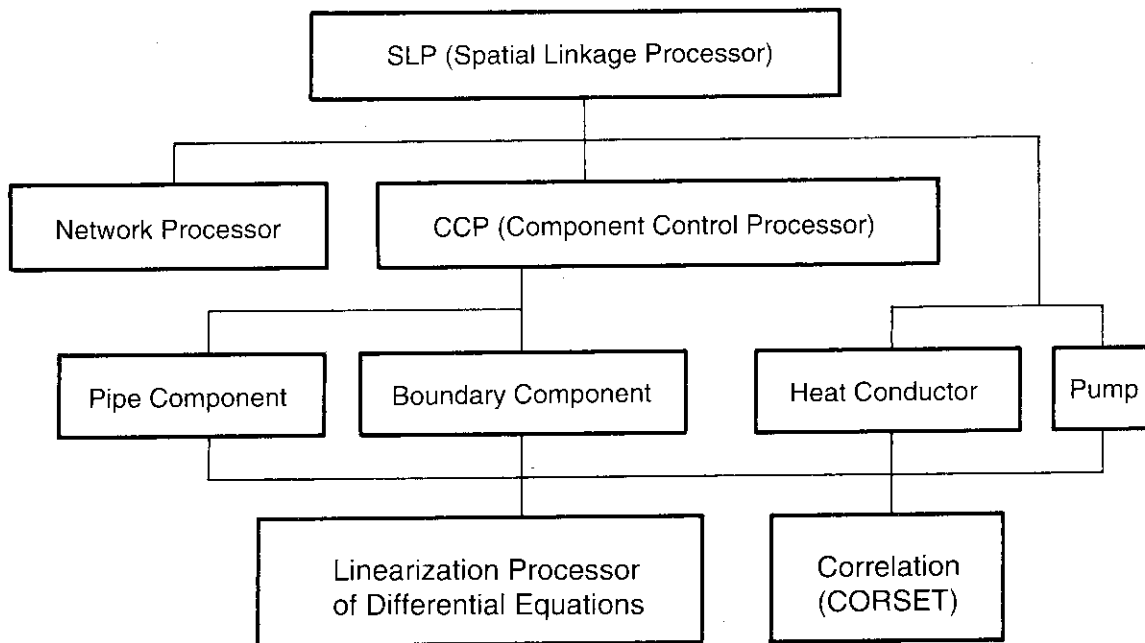 SLP (Spatial Linkage Processor)
Network Processor
CCP (Component Control Processor)
Pipe Component
Boundary Component
Heat Conductor
Pump
Linearization Processor
of Differential Equations
Correlation
(CORSET)